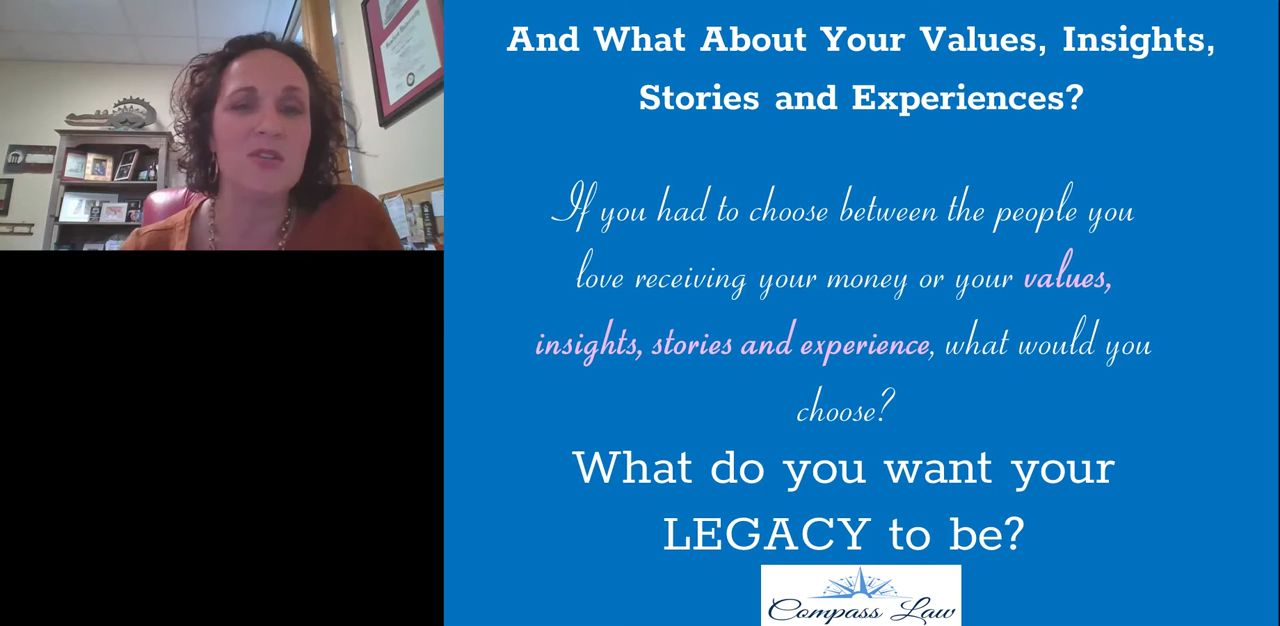 And What About Your Values, Insights,
Stories and Experiences?
If you had to choose between the people you
love receiving your money or your values,
insights, stories and experience, what would you
choose?
What do you want your
LEGACY to be?
Compass Law